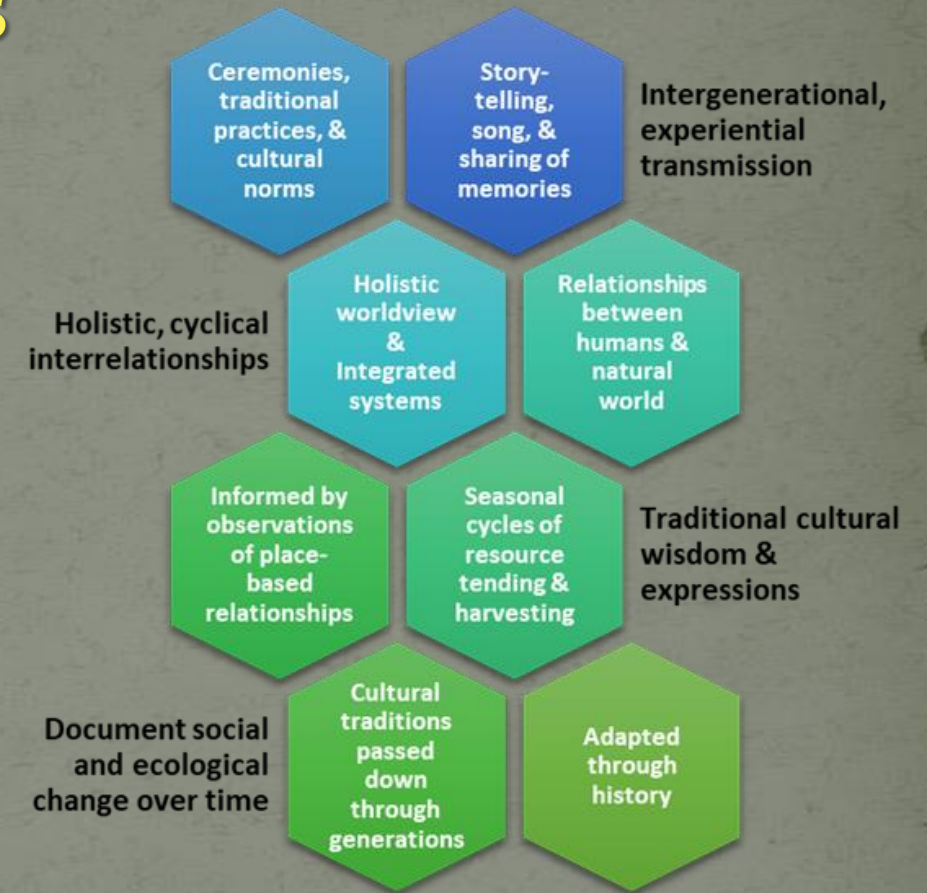 Ceremonies,
traditional
practices, &
cultural
norms
Story-
telling,
song, &
sharing of
memories
Intergenerational,
experiential
transmission
Holistic, cyclical
interrelationships
Holistic
worldview
&
Integrated
systems
Relationships
between
humans &
natural
world
Informed by
observations
of place-
based
relationships
Seasonal
cycles of
resource
tending &
harvesting
Traditional cultural
wisdom &
expressions
Document social
and ecological
change over time
Cultural
traditions
passed
down
through
generations
Adapted
through
history